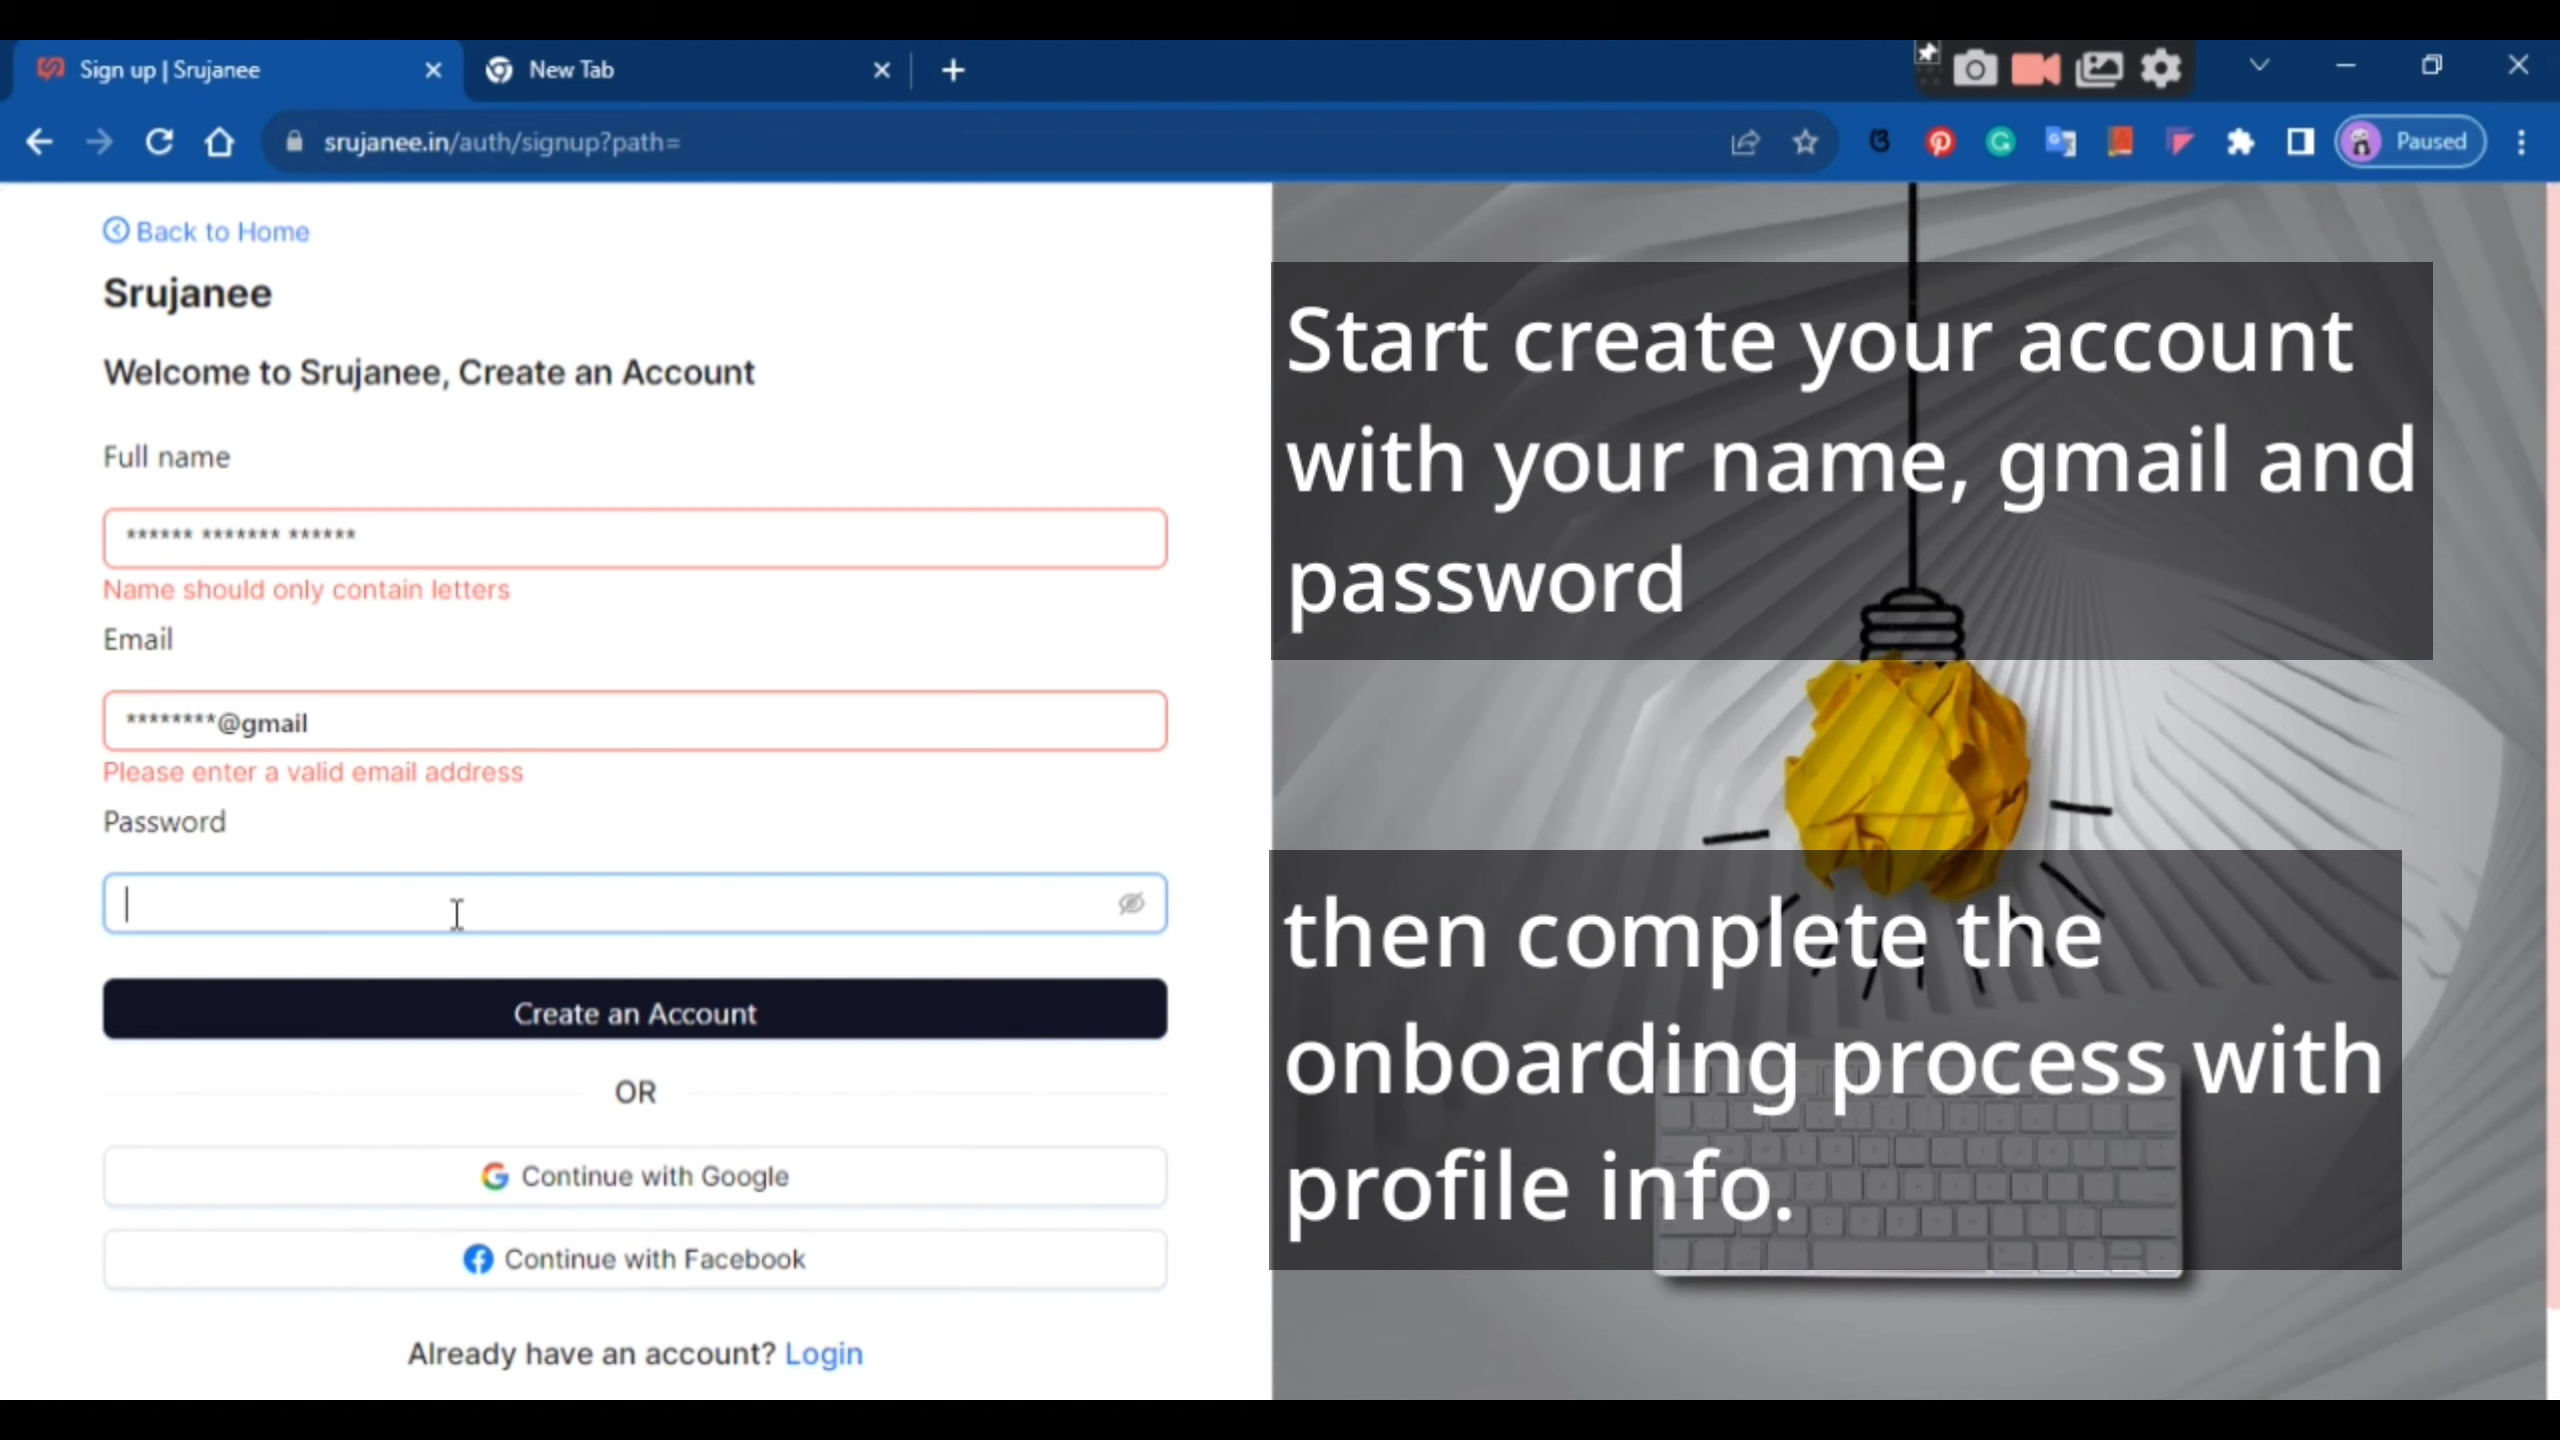 Sign up | Srujanee
New Tab
srujanee.in/auth/signup?path=
Paused
Back to Home
Srujanee
Welcome to Srujanee, Create an Account
Full name
****** ******* ******
Name should only contain letters
Email
********@gmail
Please enter a valid email address
Password
Create an Account
OR
Continue with Google
Continue with Facebook
Already have an account? Login
Start create your account
with your name, gmail and
password
then complete the
onboarding process with
profile info.